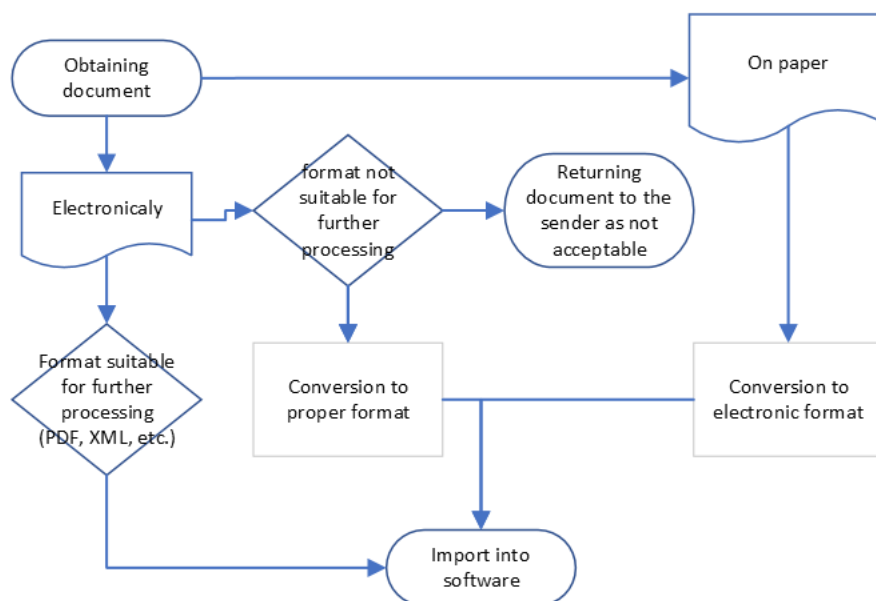 Obtaining
document
On paper
Electronicaly
format not
suitable for
further
processing
Returning
document to the
sender as not
acceptable
Format suitable
for further
processing
(PDF, XML, etc.)
Conversion to
proper format
Conversion to
electronic format
Import into
software